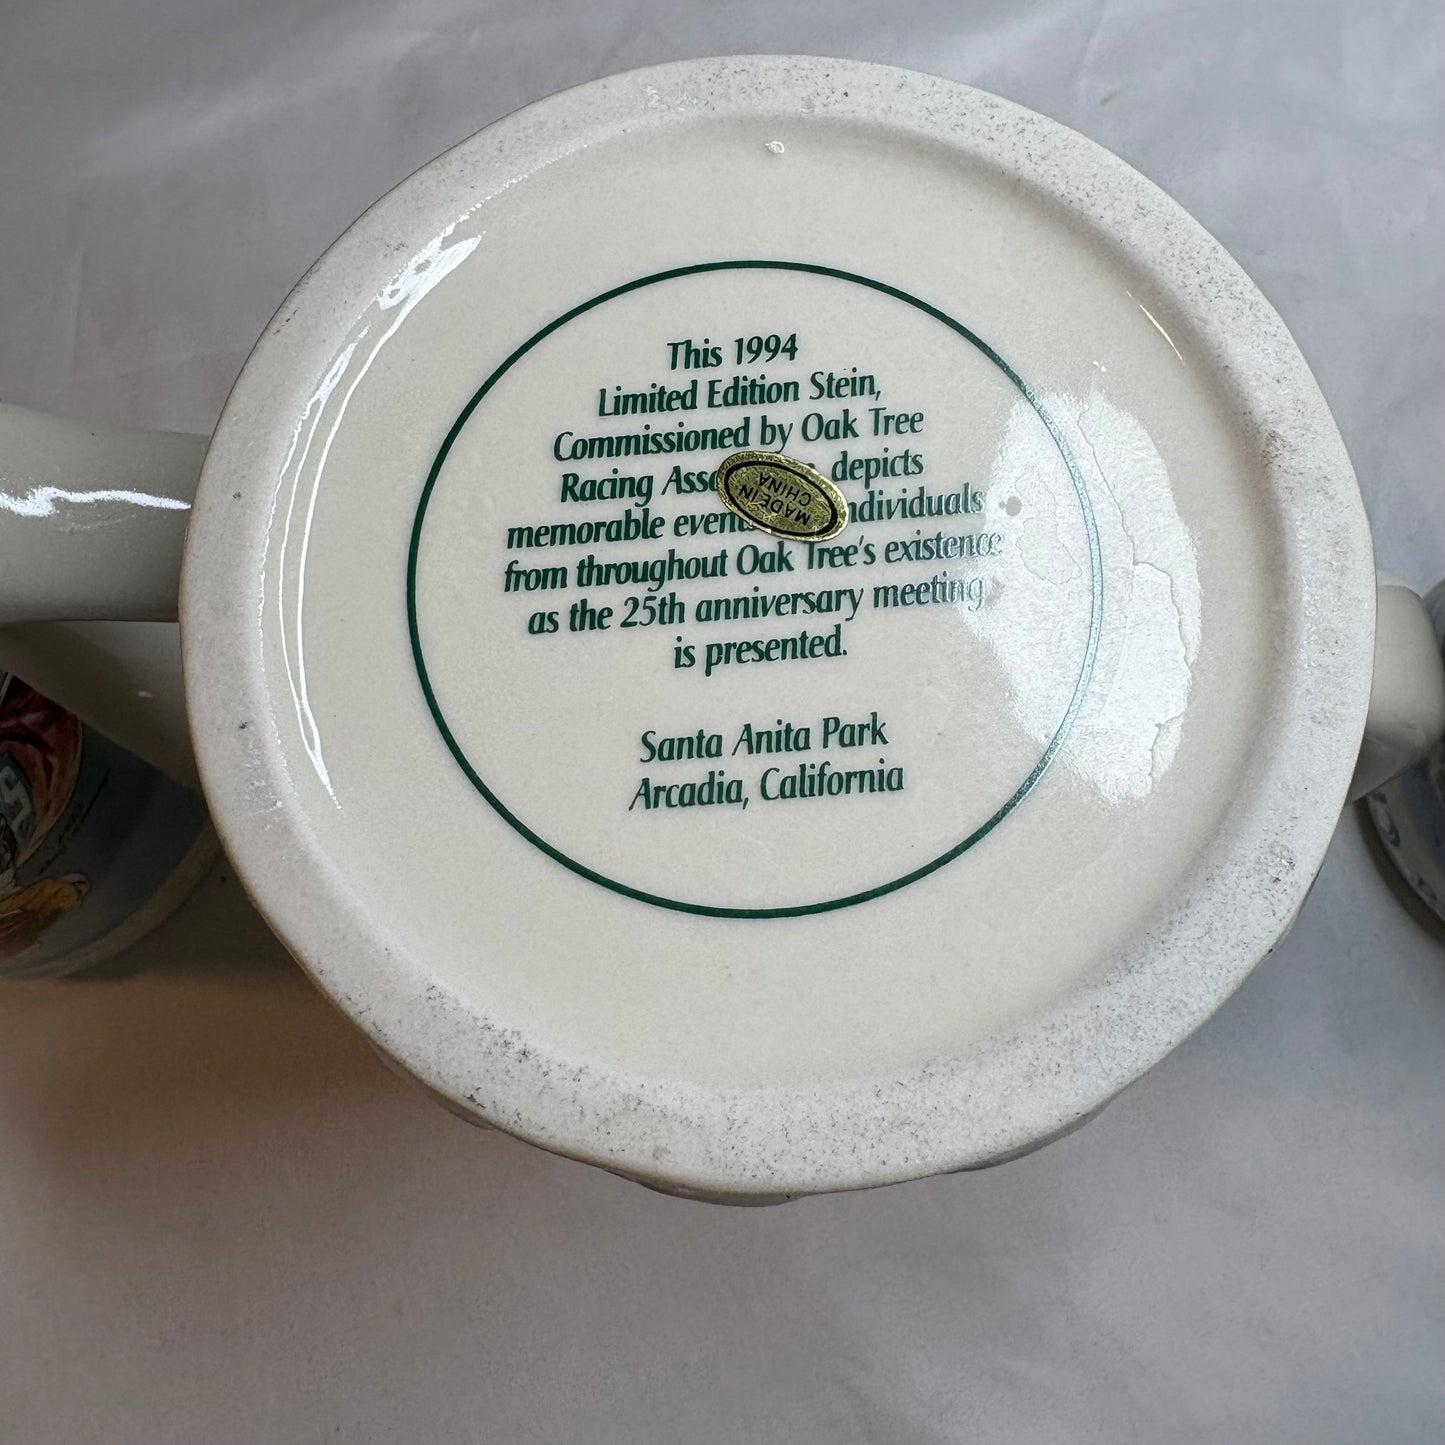 This 1994
Limited Edition Stein,
Commissioned by Oak Tree
Racing depicts
memorable
from throughout Oak Tree's existence
as the 25th anniversary meeting
is presented.
Santa Anita Park
Arcadia, California
MADE IN
CHINA